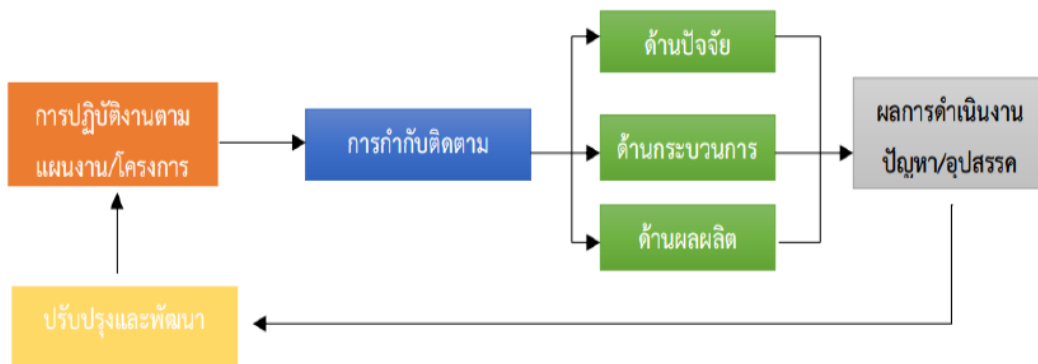 ด้านปัจจัย
การปฏิบัติงานตาม
แผนงาน/โครงการ
การกำกับติดตาม
ด้านกระบวนการ
ผลการดำเนินงาน
ปัญหา/อุปสรรค
ด้านผลผลิต
ปรับปรุงและพัฒนา